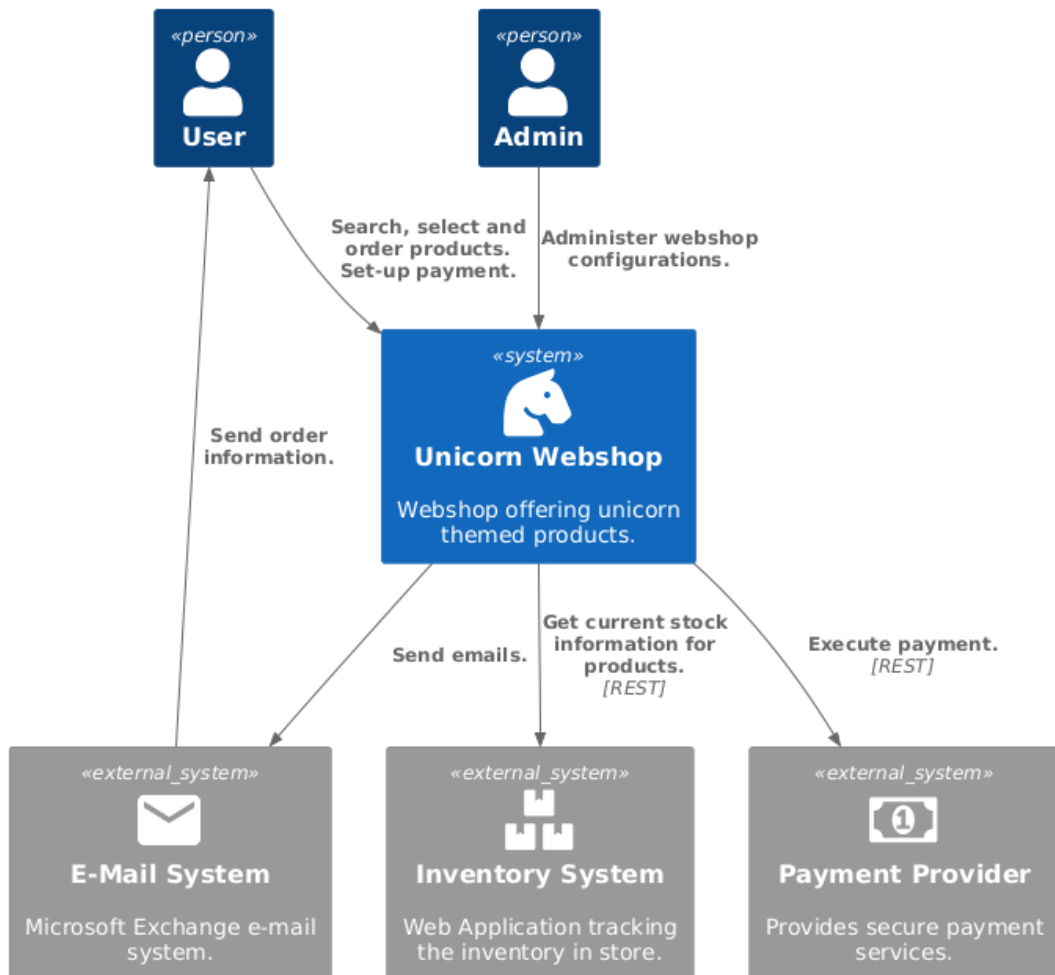 «person»
User
«person»
Admin
Search, select and
order products.
Set-up payment.
Administer webshop
configurations.
«system»
Unicorn Webshop
Webshop offering unicorn
themed products.
Send order
information.
Send emails.
Get current stock
information for
products.
[REST]
Execute payment.
[REST]
«external_system»
E-Mail System
Microsoft Exchange e-mail
system.
«external_system»
Inventory System
Web Application tracking
the inventory in store.
«external_system»
1
Payment Provider
Provides secure payment
services.